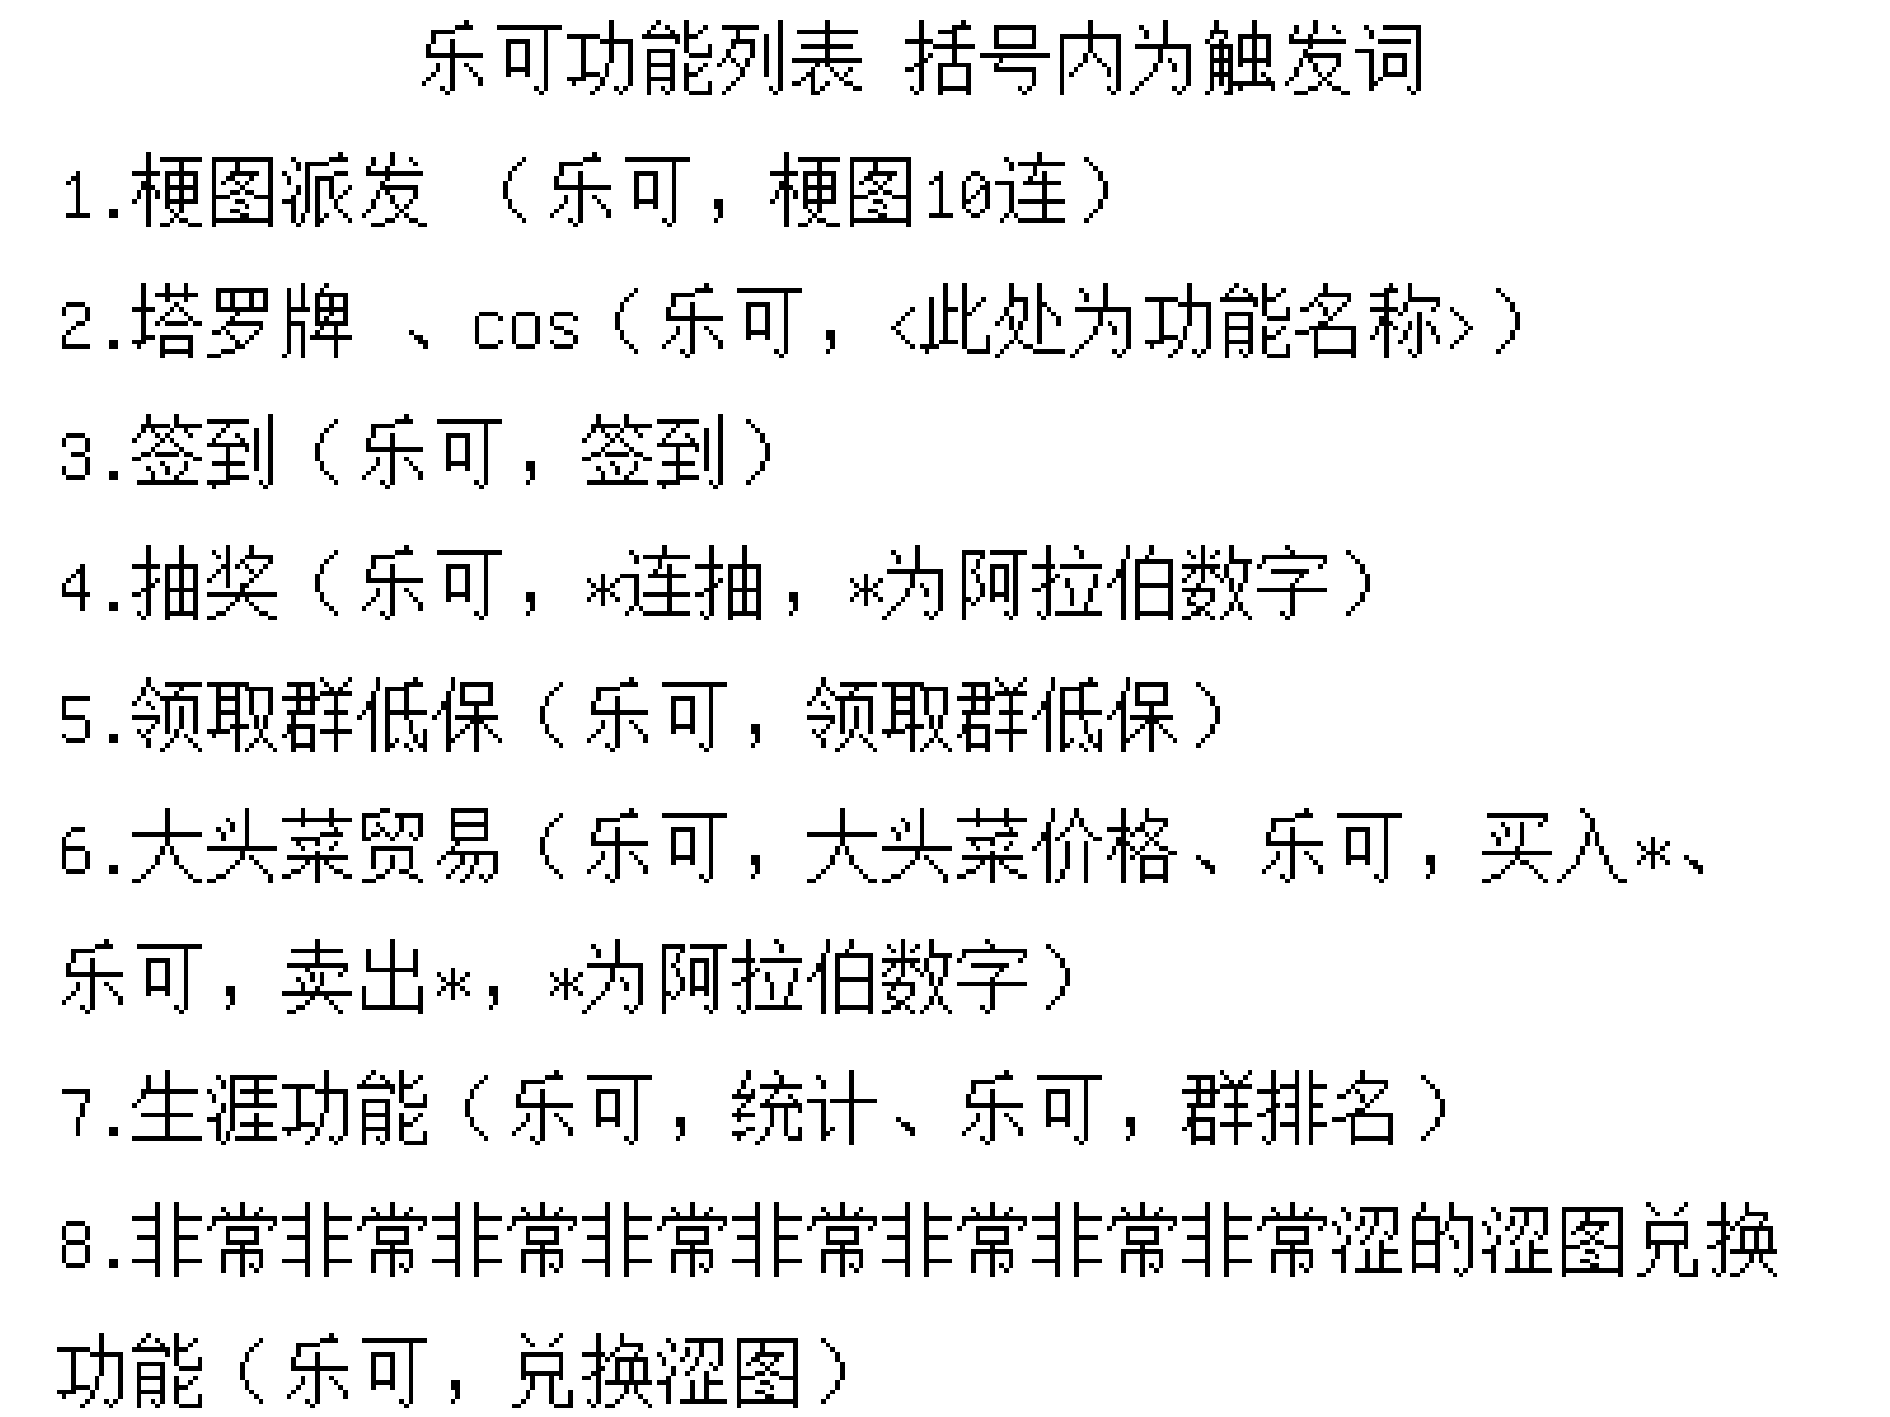 乐可功能列表 括号内为触发词
1.梗图派发 （乐可，梗图10连）
2.塔罗牌 、cos（乐可，<此处为功能名称>）
3.签到（乐可，签到）
4.抽奖（乐可，*连抽，*为阿拉伯数字）
5.领取群低保（乐可，领取群低保）
6.大头菜贸易（乐可，大头菜价格、乐可，买入*、
乐可，卖出*，*为阿拉伯数字）
7.生涯功能（乐可，统计、乐可，群排名）
8.非常非常非常非常非常非常非常非常涩的涩图兑换
功能（乐可，兑换涩图）